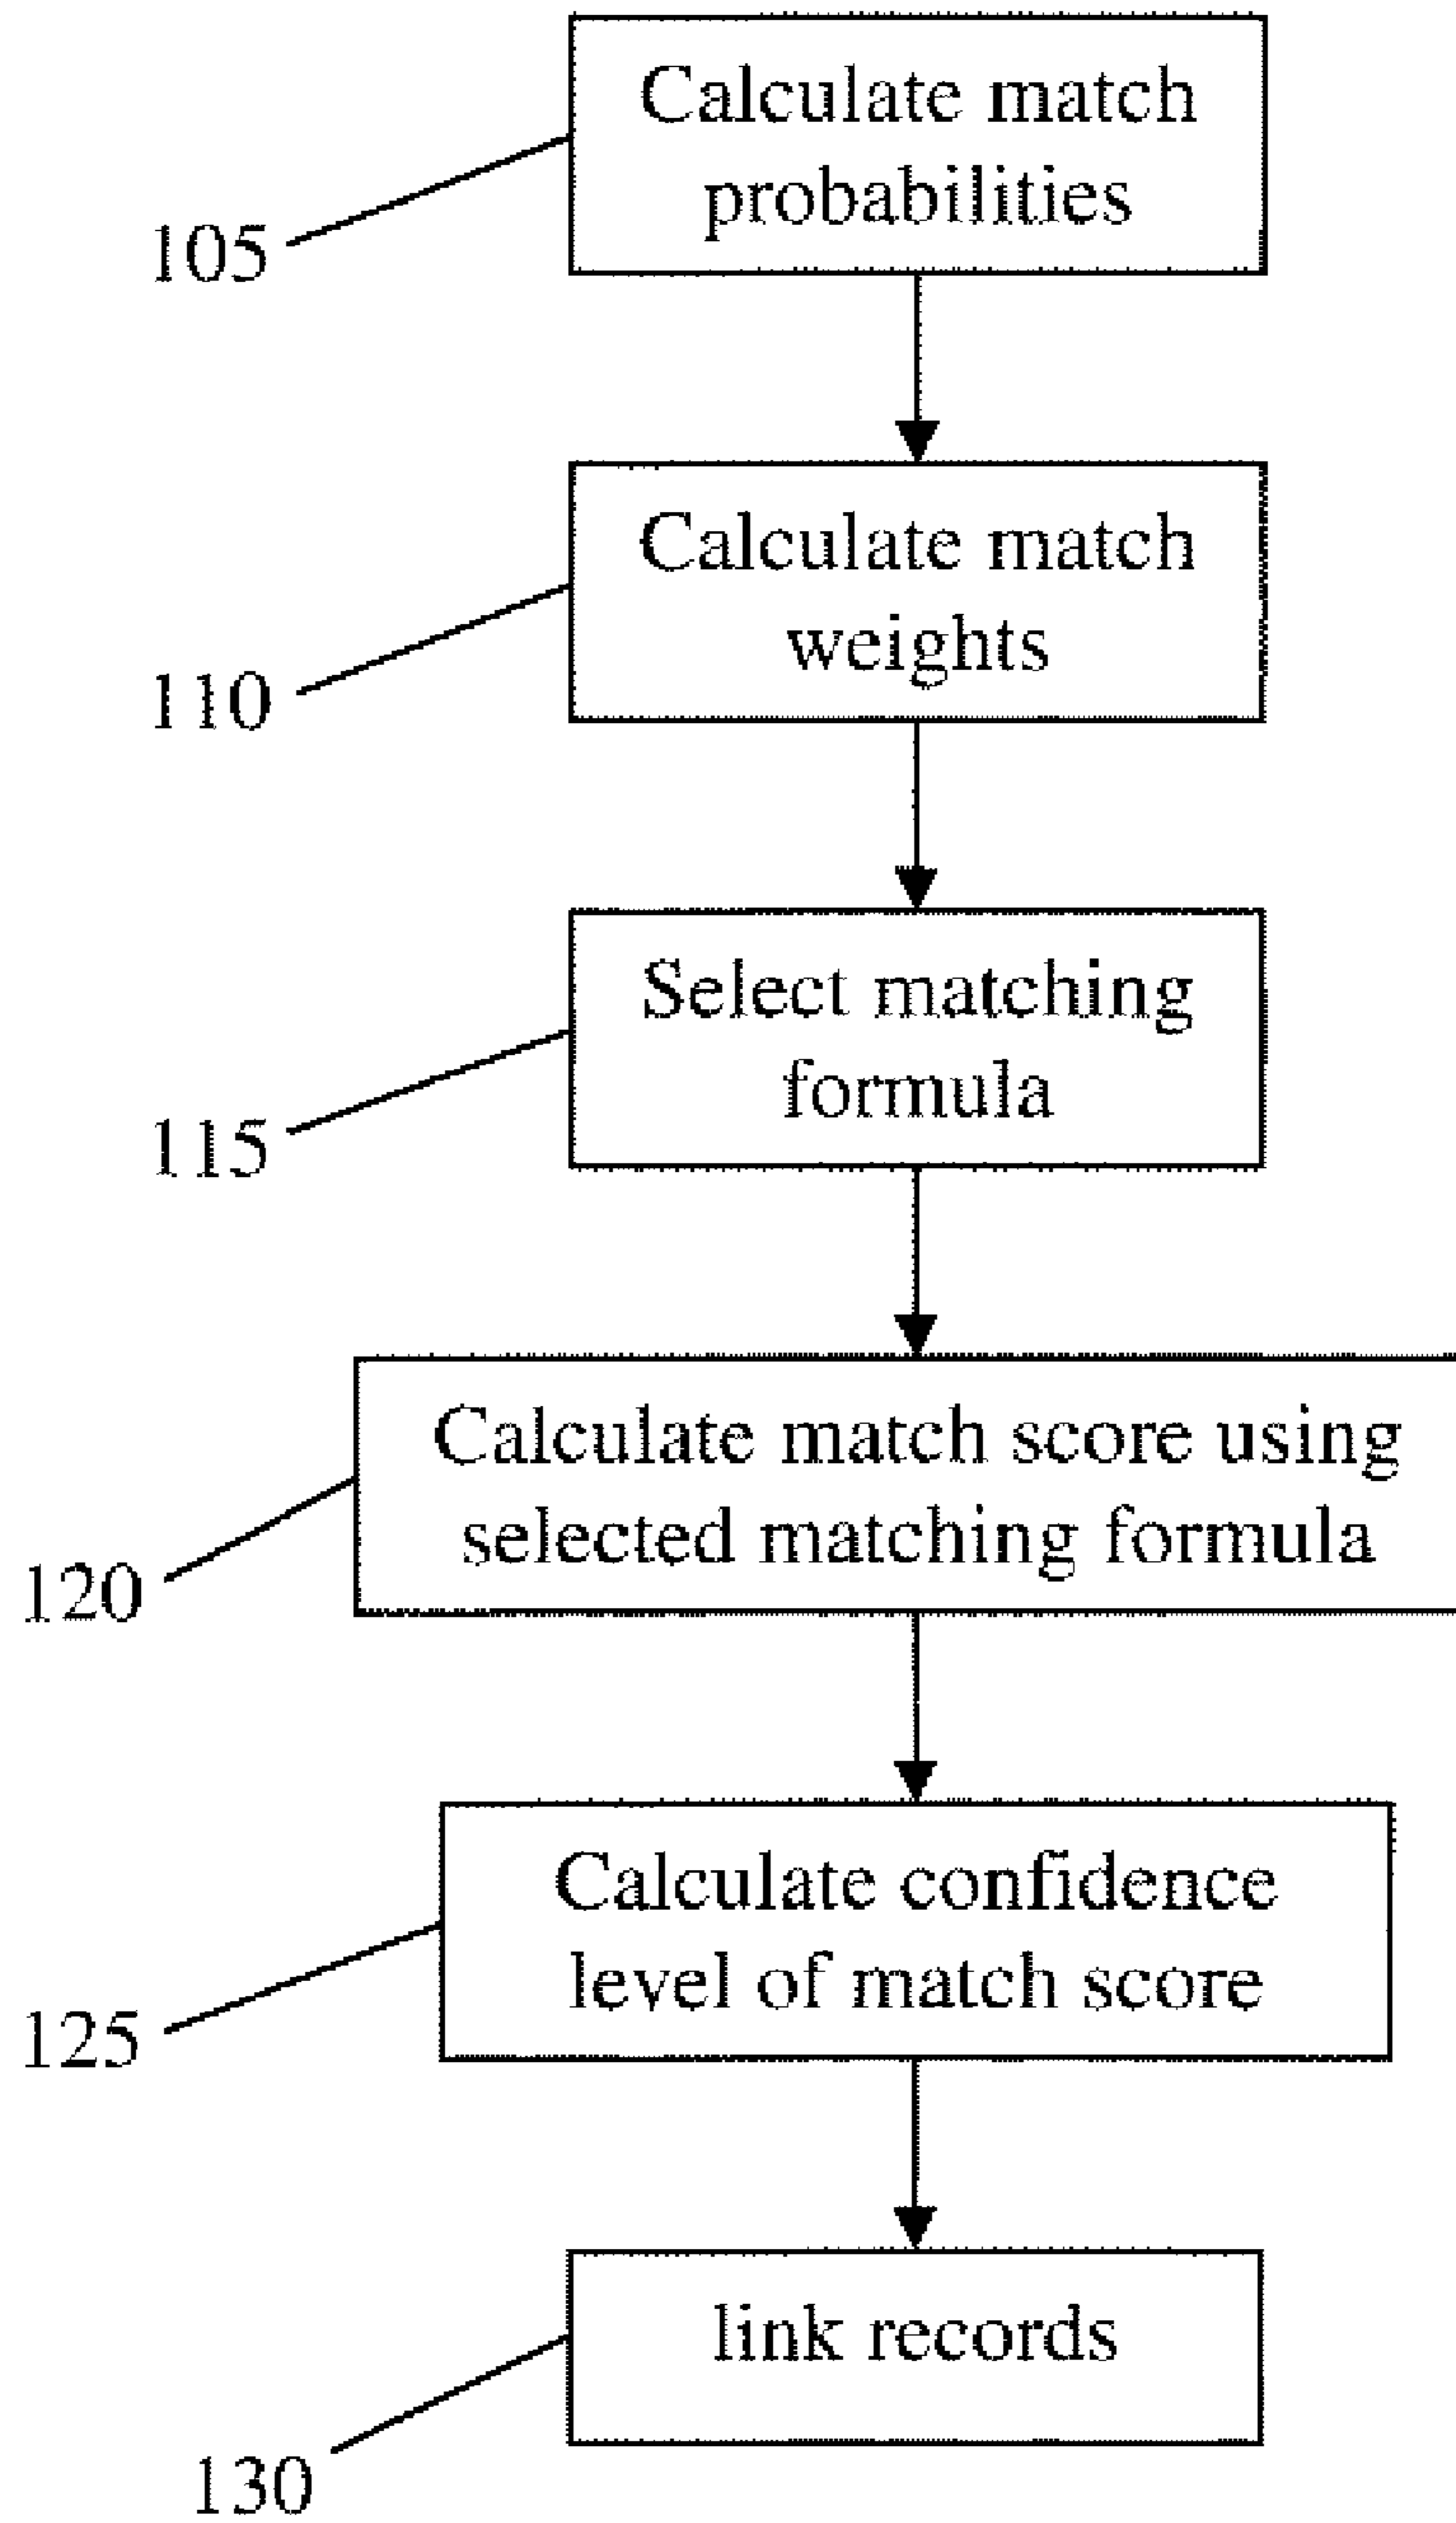 Calculate match
probabilities
105
Calculate match
weights
110
Select matching
formula
115
Calculate match score using
selected matching formula
120
Calculate confidence
level of match score
125
link records
130